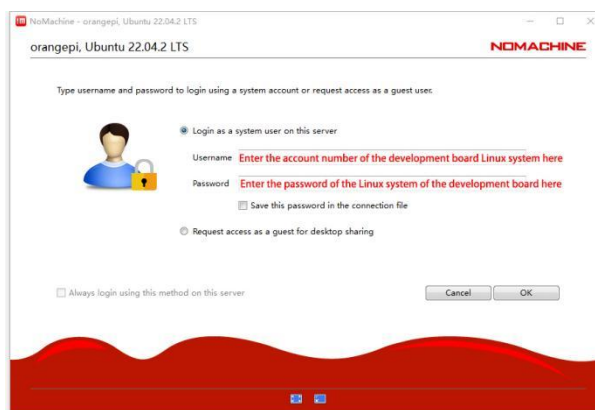 NoMachine - orangepi, Ubuntu 22.04.2 LTS
orangepi, Ubuntu 22.04.2 LTS
NOMACHINE
Type username and password to login using a system account or request access as a guest user.
Login as a system user on this server
Username Enter the account number of the development board Linux system here
Password Enter the password of the Linux system of the development board here
Save this password in the connection file
Request access as a guest for desktop sharing
Always login using this method on this server
Cancel OK